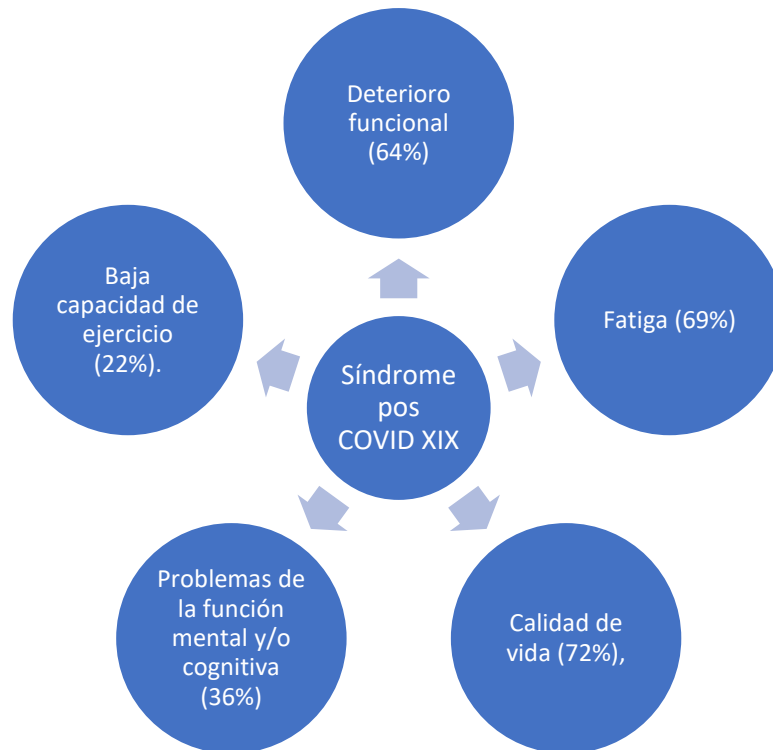 Deterioro
funcional
(64%)
Baja
capacidad de
ejercicio
(22%).
Fatiga (69%)
Síndrome
pos
COVID XIX
Problemas de
la función
mental y/o
cognitiva
(36%)
Calidad de
vida (72%),